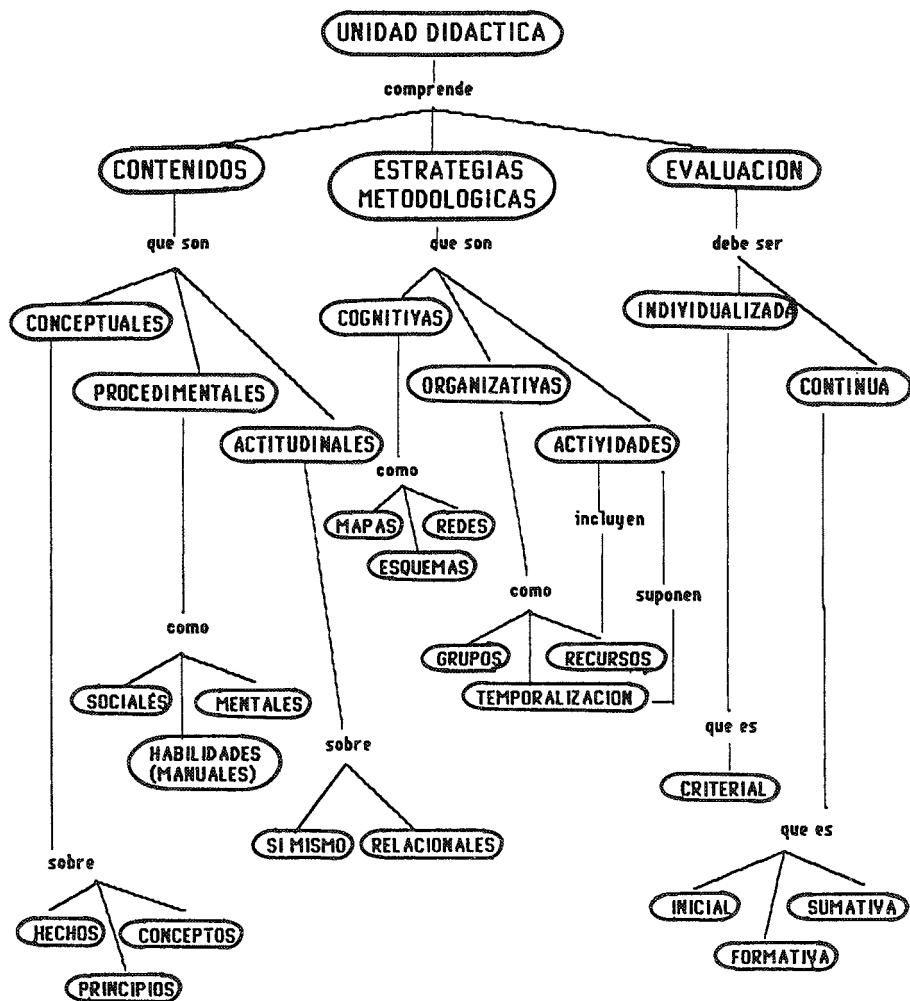 UNIDAD DIDACTICA
comprende
CONTENIDOS
ESTRATEGIAS
METODOLOGICAS
EVALUACION
que son
que son
debe ser
CONCEPTUALES
COGNITIVAS
INDIVIDUALIZADA
PROCEDIMENTALES
ORGANIZATIVAS
CONTINUA
ACTITUDINALES
ACTIVIDADES
como
MAPAS
REDES
ESQUEMAS
incluyen
como
suponen
como
GRUPOS
RECURSOS
TEMPORALIZACION
SOCIALÉS
MENTALES
HABILIDADES
(MANUALES)
sobre
que es
CRITERIAL
SI MISMO
RELACIONALES
que es
sobre
INICIAL
SUMATIVA
HECHOS
CONCEPTOS
FORMATIVA
PRINCIPIOS